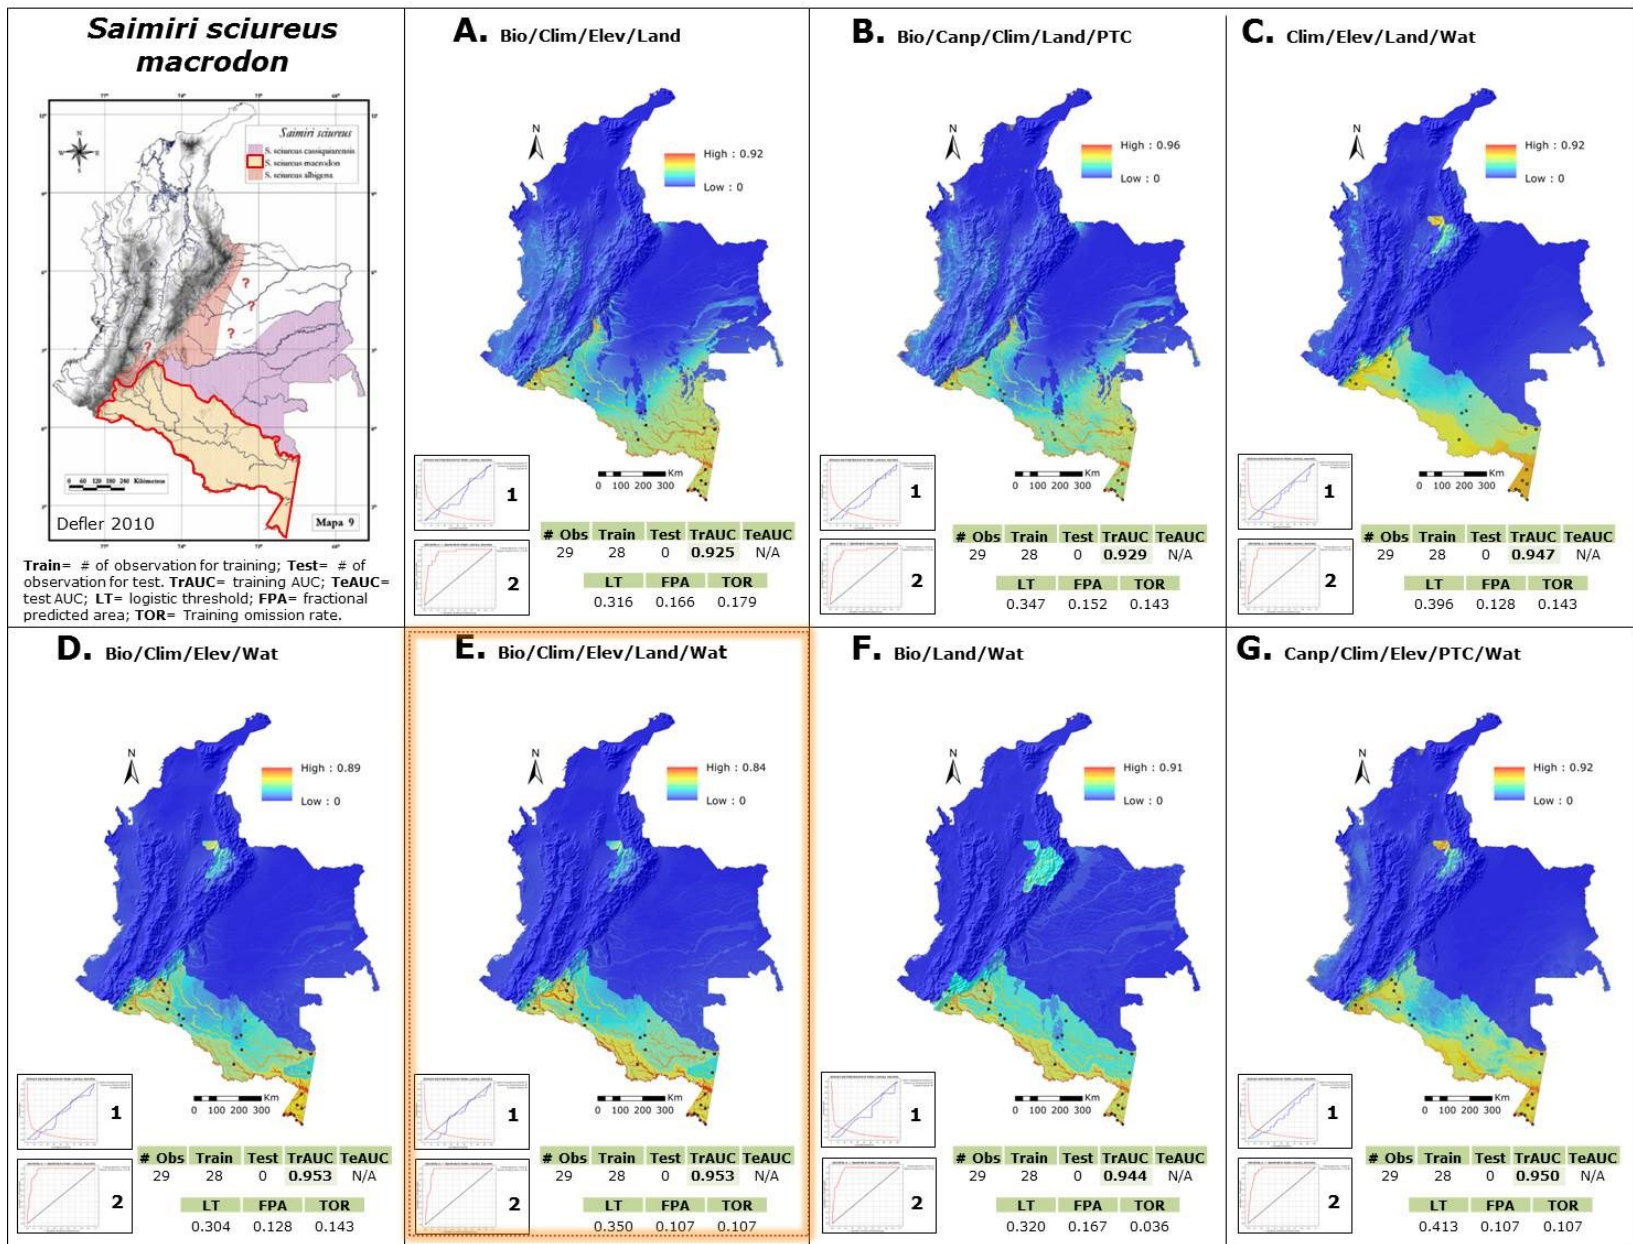 Saimiri sciureus
macrodon
Saimiri sciureus
S. sciureus cassiquiarensis
S. sciureus macrodon
S. sciureus albigena
N
?
?
?
?
0 60 120 180 240 Kilómetros
Defler 2010
Mapa 9
Train= # of observation for training; Test= # of
observation for test. TrAUC= training AUC; TeAUC=
test AUC; LT= logistic threshold; FPA= fractional
predicted area; TOR= Training omission rate.
A. Bio/Clim/Elev/Land
N
High : 0.92
Low : 0
Km
0 100 200 300
1
2
# Obs Train Test TrAUC TeAUC
29 28 0 0.925 N/A
LT FPA TOR
0.316 0.166 0.179
B. Bio/Canp/Clim/Land/PTC
N
High : 0.96
Low : 0
Km
0 100 200 300
1
2
# Obs Train Test TrAUC TeAUC
29 28 0 0.929 N/A
LT FPA TOR
0.347 0.152 0.143
C. Clim/Elev/Land/Wat
N
High : 0.92
Low : 0
Km
0 100 200 300
1
2
# Obs Train Test TrAUC TeAUC
29 28 0 0.947 N/A
LT FPA TOR
0.396 0.128 0.143
D. Bio/Clim/Elev/Wat
N
High : 0.89
Low : 0
Km
0 100 200 300
1
2
# Obs Train Test TrAUC TeAUC
29 28 0 0.953 N/A
LT FPA TOR
0.304 0.128 0.143
E. Bio/Clim/Elev/Land/Wat
N
High : 0.84
Low : 0
Km
0 100 200 300
1
2
# Obs Train Test TrAUC TeAUC
29 28 0 0.953 N/A
LT FPA TOR
0.350 0.107 0.107
F. Bio/Land/Wat
N
High : 0.91
Low : 0
Km
0 100 200 300
1
2
# Obs Train Test TrAUC TeAUC
29 28 0 0.944 N/A
LT FPA TOR
0.320 0.167 0.036
G. Canp/Clim/Elev/PTC/Wat
N
High : 0.92
Low : 0
Km
0 100 200 300
1
2
# Obs Train Test TrAUC TeAUC
29 28 0 0.950 N/A
LT FPA TOR
0.413 0.107 0.107